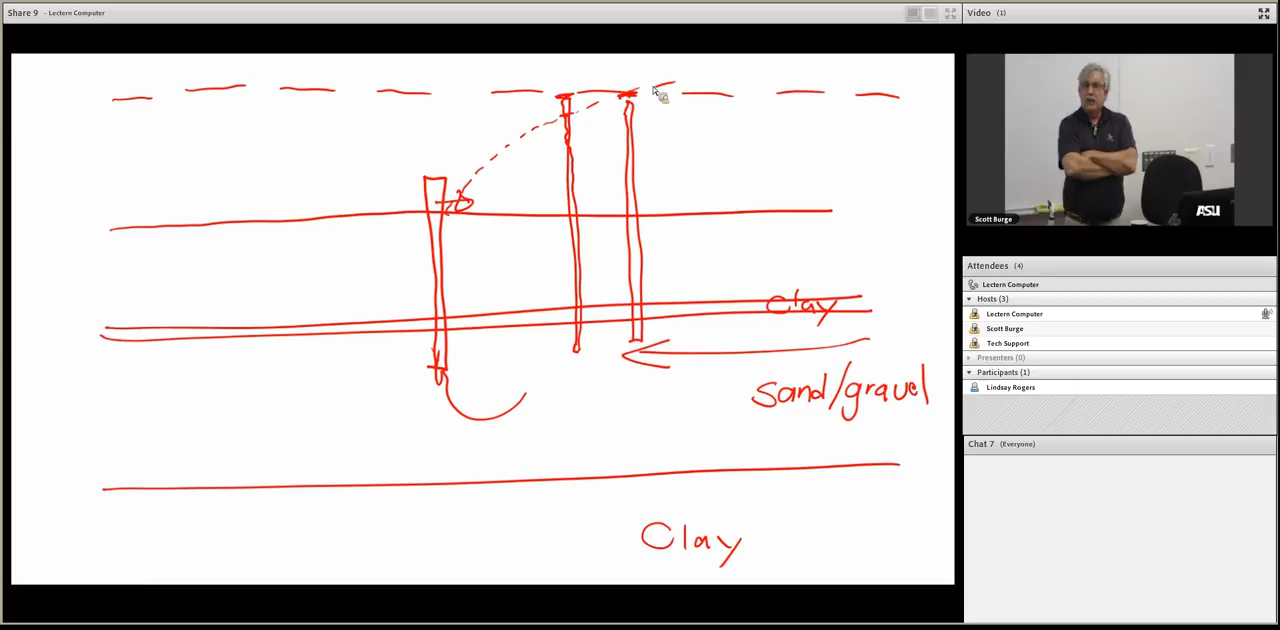 Share 9 - Lectern Computer
Video (1)
Clay
Sand/gravel
Clay
ASU
Scott Burge
Attendees (4)
Lectern Computer
Hosts (3)
Lectern Computer
Scott Burge
Tech Support
Presenters (0)
Participants (1)
Lindsay Rogers
Chat 7 (Everyone)